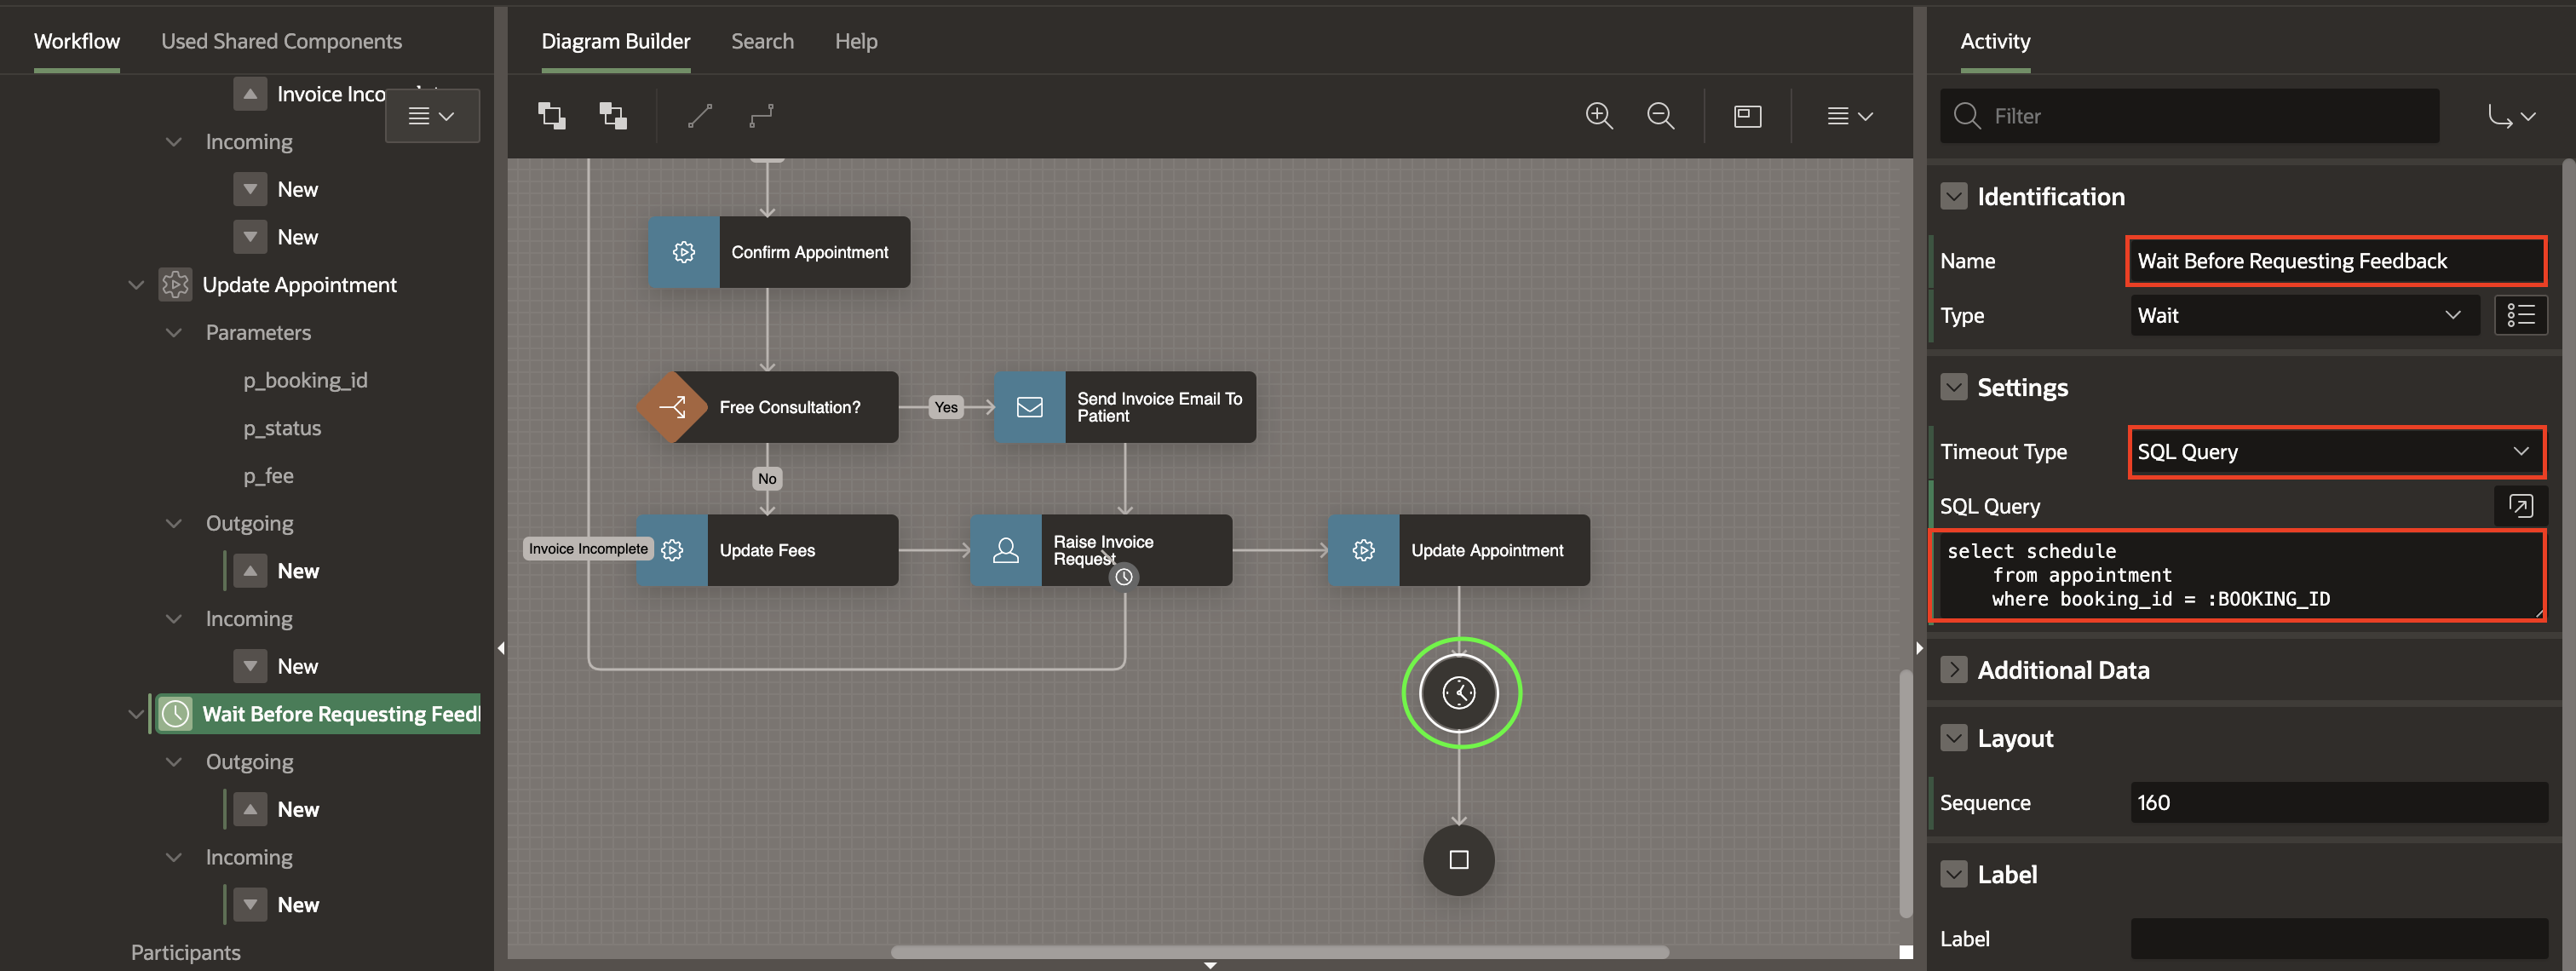 Workflow
Used Shared Components
Invoice Inco
Incoming
New
New
Update Appointment
Parameters
p_booking_id
p_status
p_fee
Outgoing
New
Incoming
New
Wait Before Requesting Feed
Outgoing
New
Incoming
New
Participants
Diagram Builder
Search
Help
Confirm Appointment
Free Consultation?
Yes
Send Invoice Email To
Patient
No
Invoice Incomplete
Update Fees
Raise Invoice
Request
Update Appointment
Activity
Filter
Identification
Name
Wait Before Requesting Feedback
Type
Wait
Settings
Timeout Type
SQL Query
SQL Query
select schedule
from appointment
where booking_id = :BOOKING_ID
Additional Data
Layout
Sequence
160
Label
Label